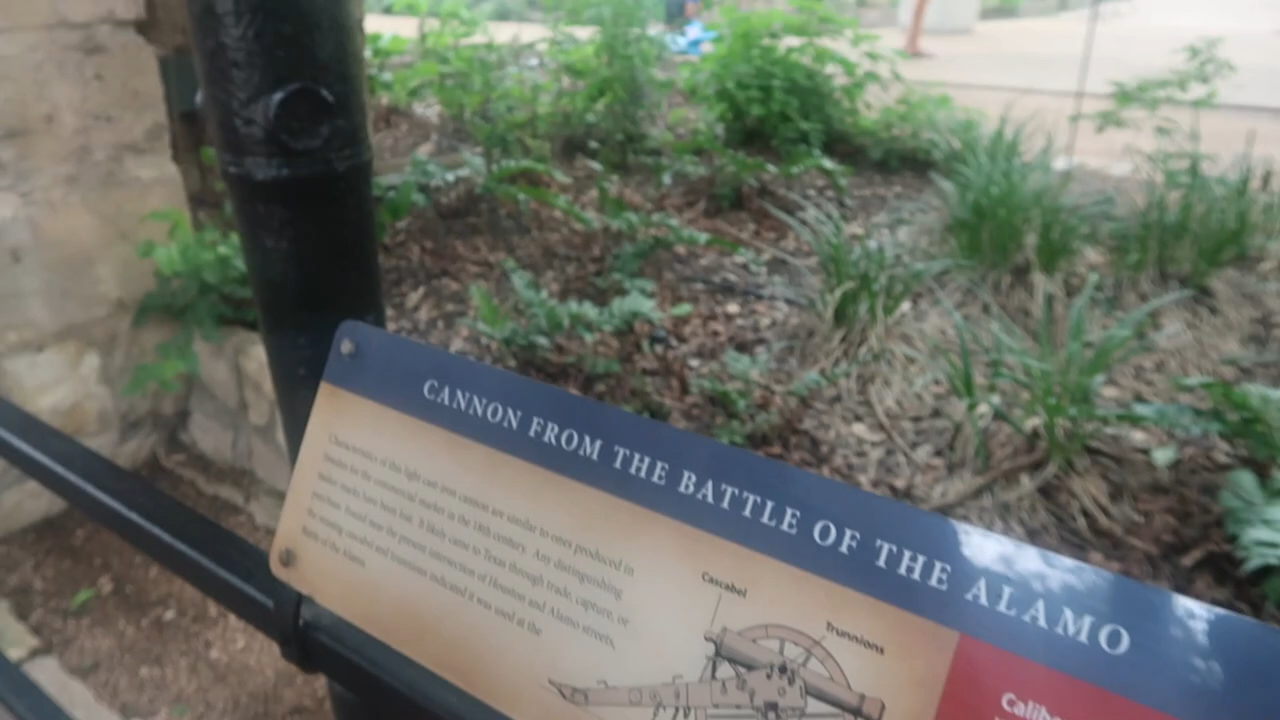 CANNON FROM THE BATTLE OF THE ALAMO
Characteristics of this light cast iron cannon are similar to ones produced in
Sweden for the commercial market in the 18th century. Any distinguishing
maker marks have been lost. It likely came to Texas through trade, capture, or
purchase. Found near the present intersection of Houston and Alamo streets,
the missing cascabel and trunnions indicated it was used at the
Battle of the Alamo.
Cascabel
Trunnions